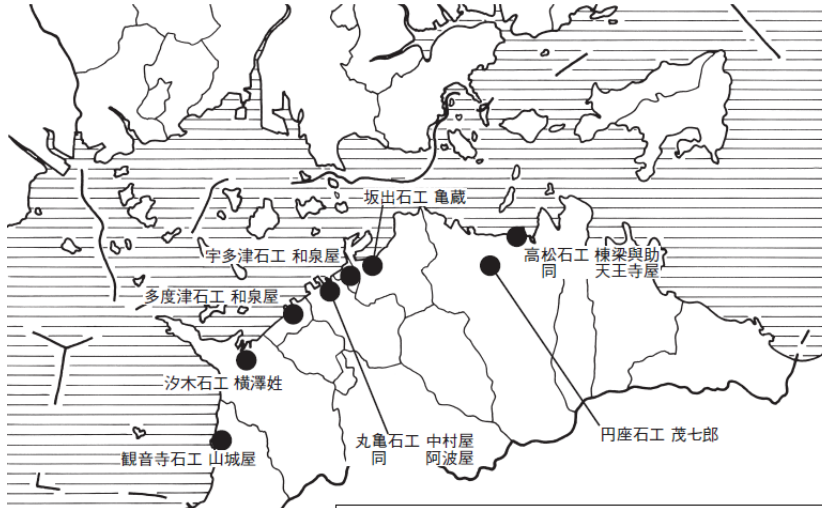 坂出石工 亀蔵
宇多津石工 和泉屋
高松石工 棟梁與助
同 天王寺屋
多度津石工 和泉屋
汐木石工 横澤姓
丸亀石工 中村屋
同 阿波屋
円座石工 茂七郎
観音寺石工 山城屋